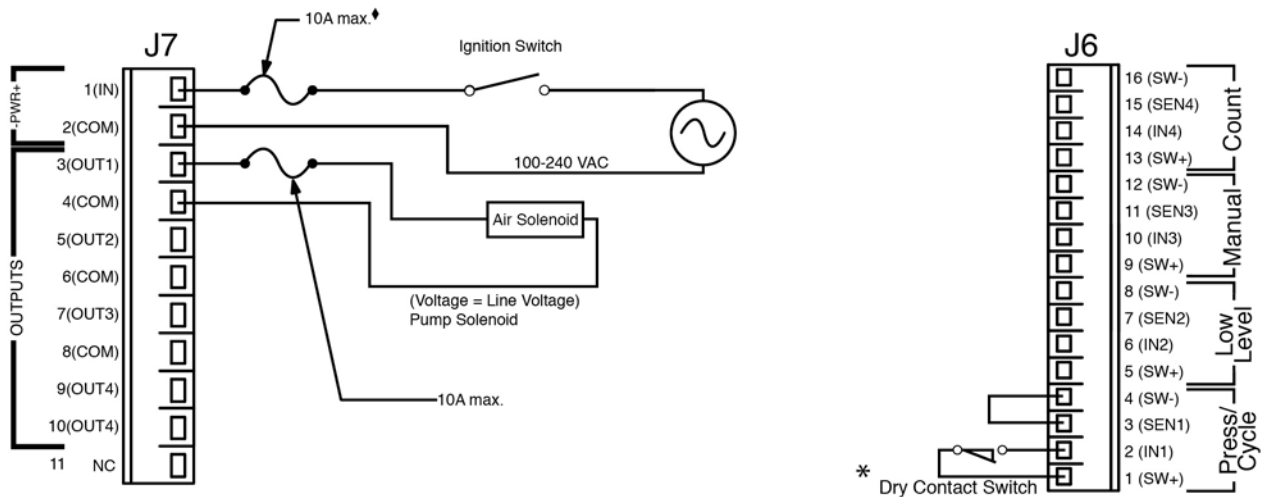 10A max.♦
J7
Ignition Switch
-PWR+
1(IN)
2(COM)
100-240 VAC
OUTPUTS
3(OUT1)
4(COM)
5(OUT2)
6(COM)
7(OUT3)
8(COM)
9(OUT4)
10(OUT4)
11 NC
Air Solenoid
(Voltage = Line Voltage)
Pump Solenoid
10A max.
J6
16 (SW-)
15 (SEN4)
14 (IN4)
13 (SW+)
Count
12 (SW-)
11 (SEN3)
10 (IN3)
9 (SW+)
Manual
8 (SW-)
7 (SEN2)
6 (IN2)
5 (SW+)
Low
Level
4 (SW-)
3 (SEN1)
2 (IN1)
1 (SW+)
Press/
Cycle
* Dry Contact Switch